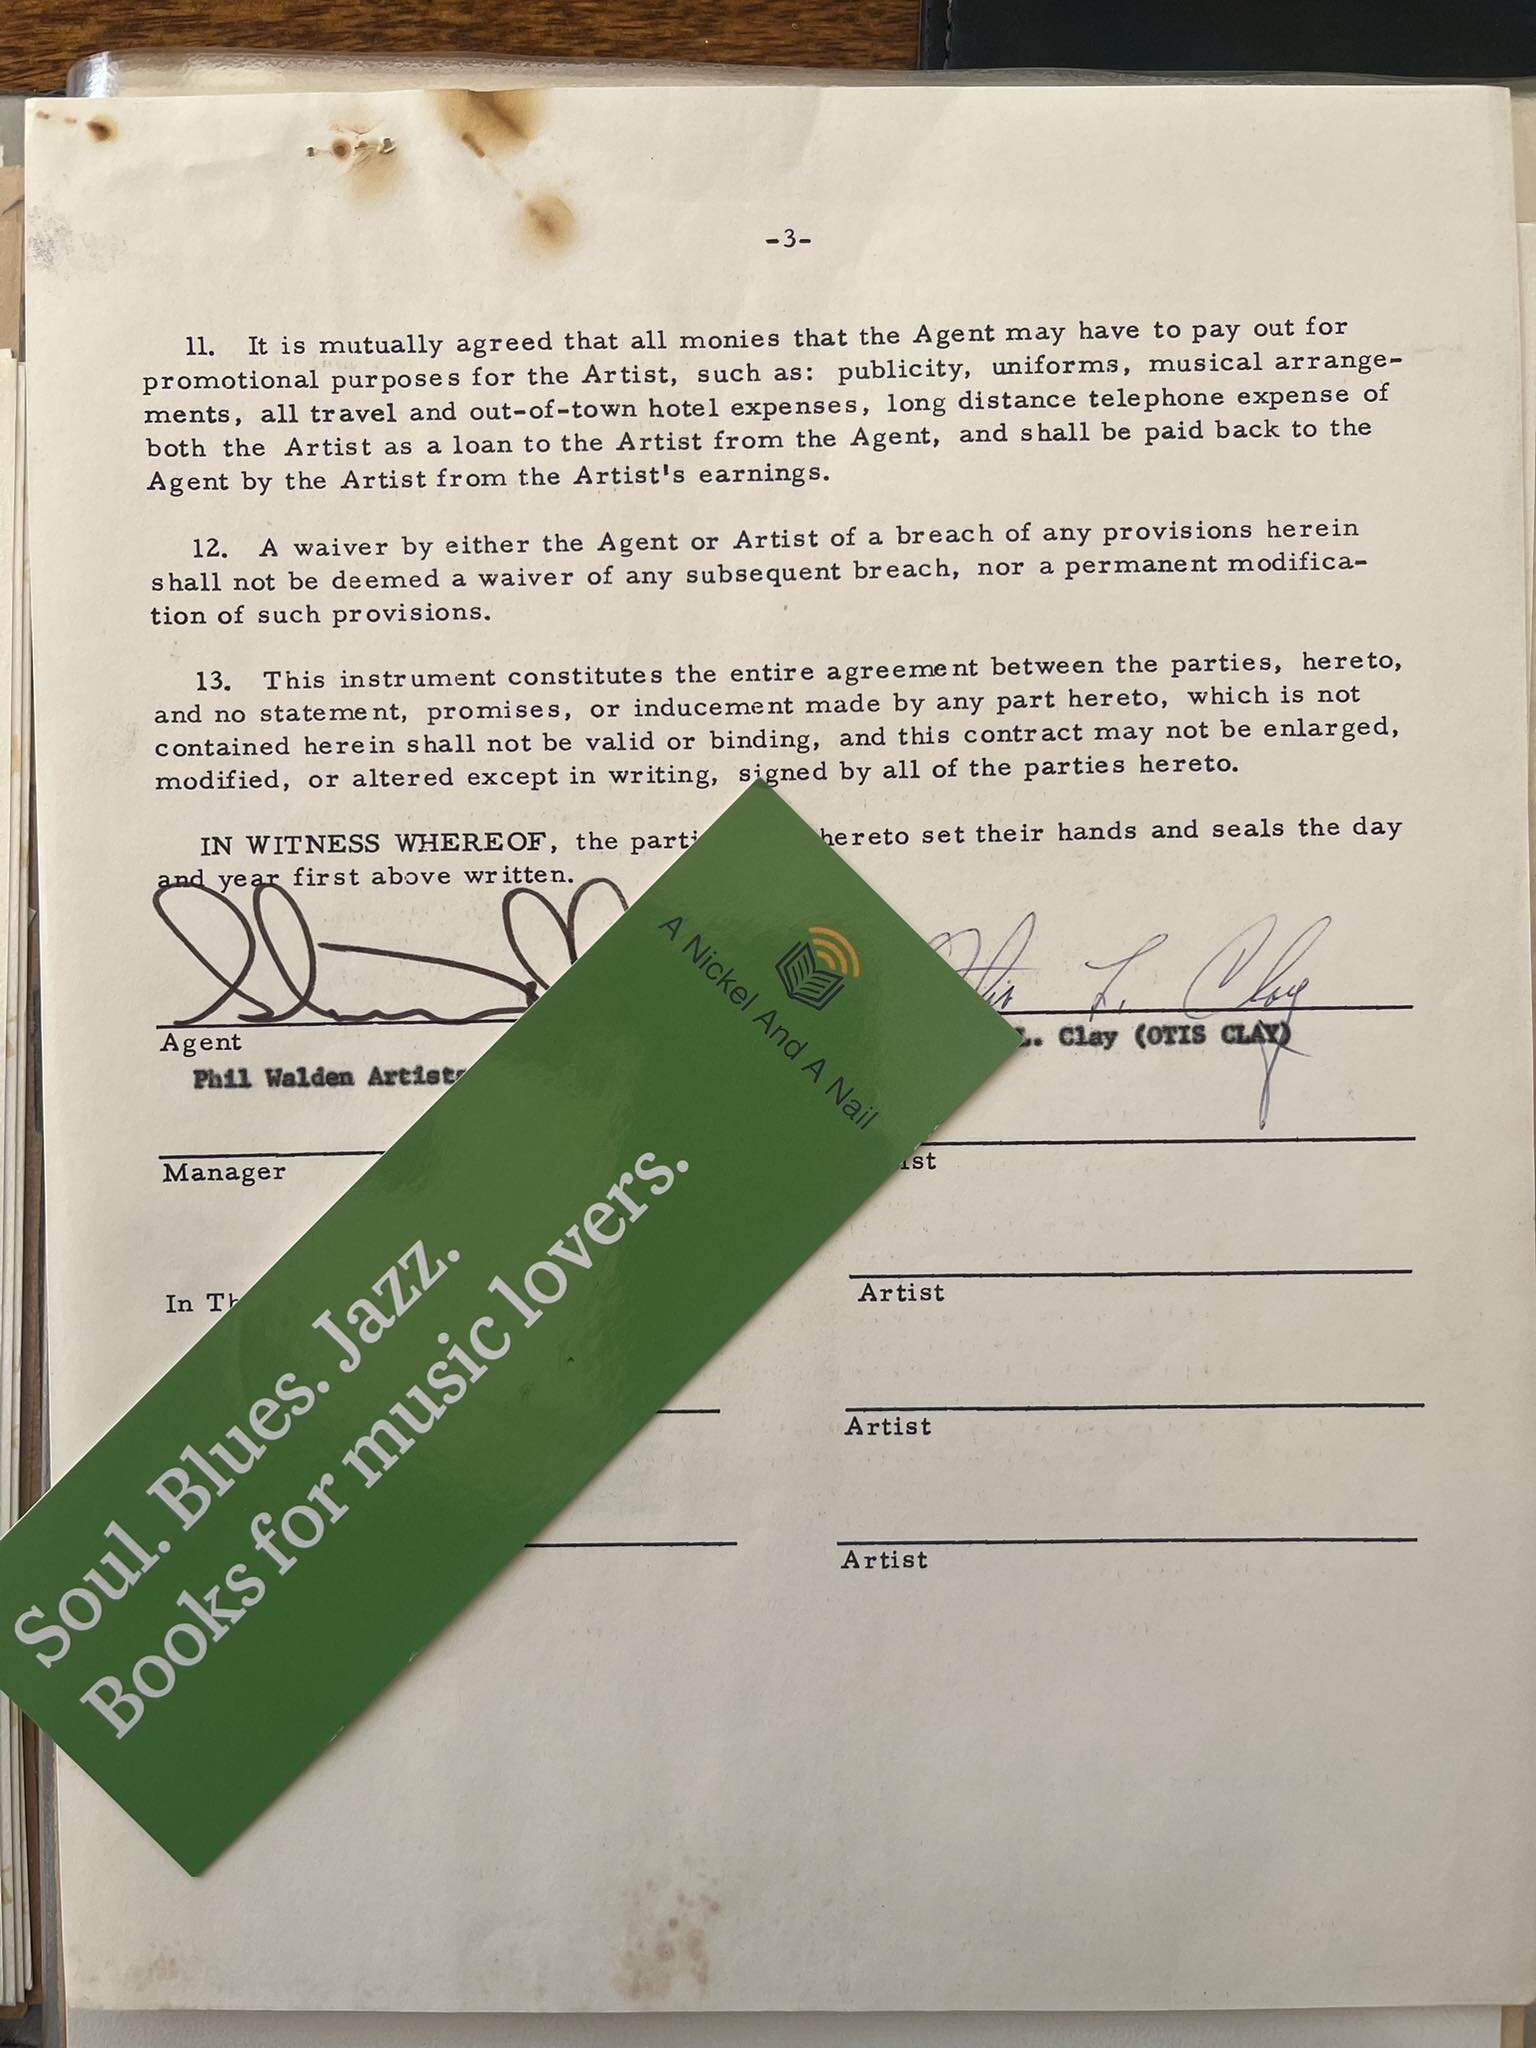 -3-
11. It is mutually agreed that all monies that the Agent may have to pay out for
promotional purposes for the Artist, such as: publicity, uniforms, musical arrange-
ments, all travel and out-of-town hotel expenses, long distance telephone expense of
both the Artist as a loan to the Artist from the Agent, and shall be paid back to the
Agent by the Artist from the Artist's earnings.
12. A waiver by either the Agent or Artist of a breach of any provisions herein
shall not be deemed a waiver of any subsequent breach, nor a permanent modifica-
tion of such provisions.
13. This instrument constitutes the entire agreement between the parties, hereto,
and no statement, promises, or inducement made by any part hereto, which is not
contained herein shall not be valid or binding, and this contract may not be enlarged,
modified, or altered except in writing, signed by all of the parties hereto.
IN WITNESS WHEREOF, the parti hereto set their hands and seals the day
and year first above written.
L. Clay
Agent
L. Clay (OTIS CLAY)
Phil Walden Artists
Manager
ist
In Th
Artist
Artist
Artist
A Nickel And A Nail
Soul. Blues. Jazz.
Books for music lovers.